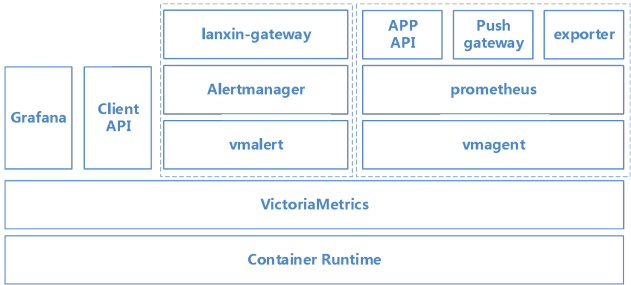 lanxin-gateway
APP
API
Push
gateway
exporter
Grafana
Client
API
Alertmanager
prometheus
vmalert
vmagent
VictoriaMetrics
Container Runtime